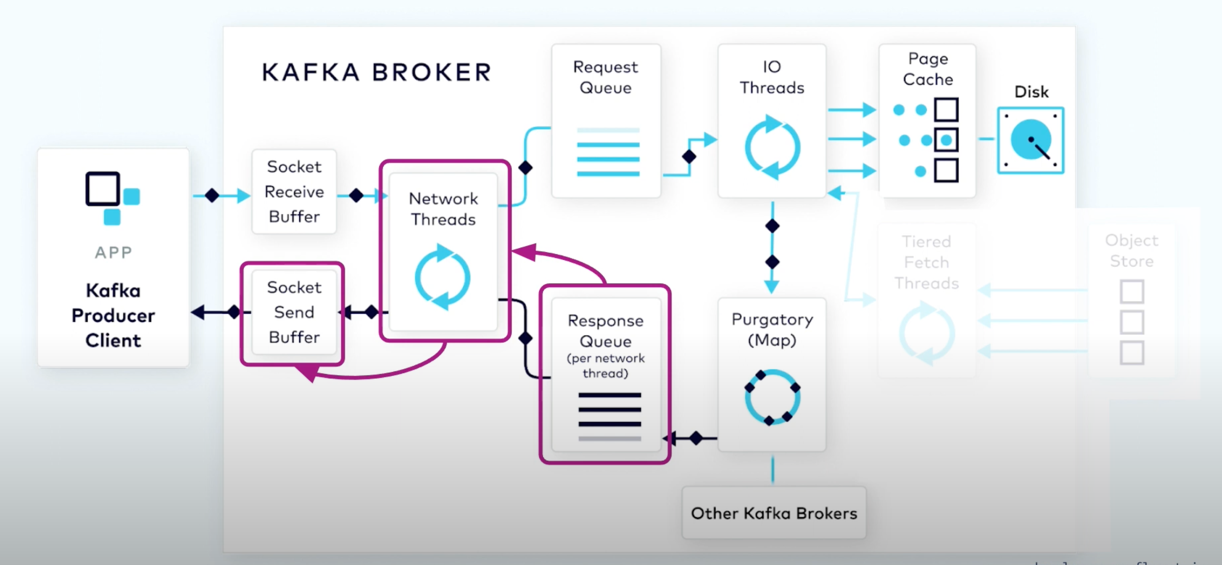 KAFKA BROKER
Request
Queue
IO
Threads
Page
Cache
Disk
Socket
Receive
Buffer
Network
Threads
APP
Kafka
Producer
Client
Socket
Send
Buffer
Response
Queue
(per network
thread)
Purgatory
(Map)
Tiered
Fetch
Threads
Object
Store
Other Kafka Brokers